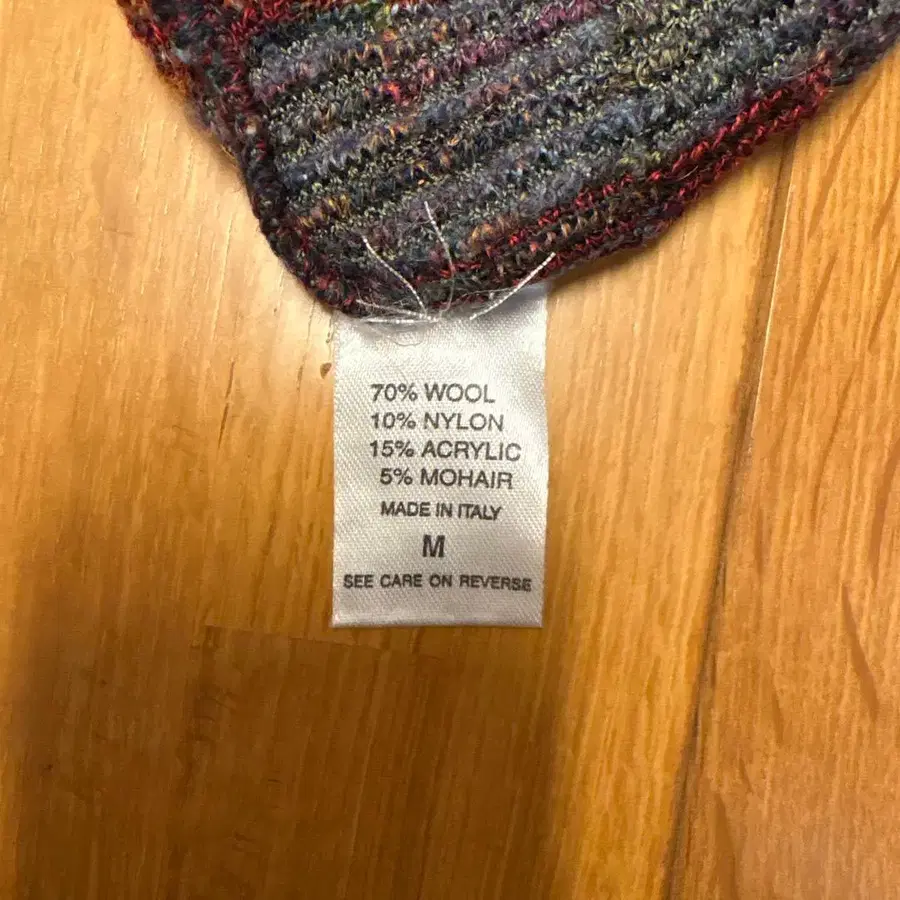 70% WOOL
10% NYLON
15% ACRYLIC
5% MOHAIR
MADE IN ITALY
M
SEE CARE ON REVERSE